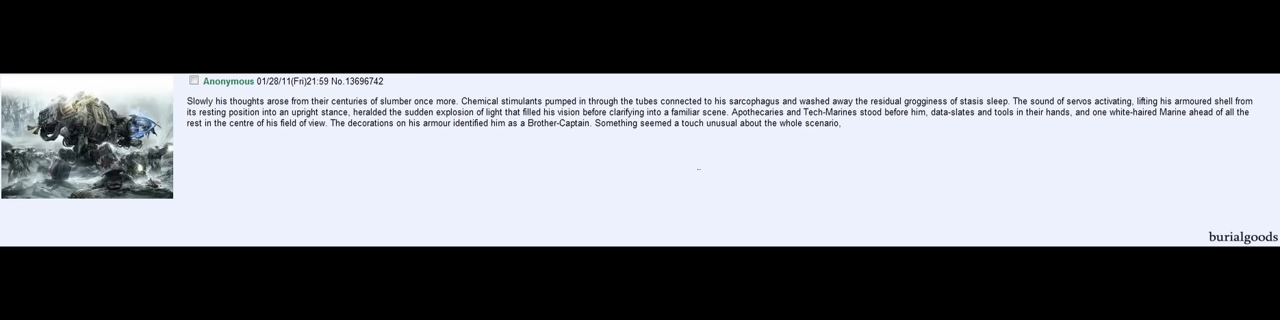 Anonymous 01/28/11(Fri)21:59 No.13696742
Slowly his thoughts arose from their centuries of slumber once more. Chemical stimulants pumped in through the tubes connected to his sarcophagus and washed away the residual grogginess of stasis sleep. The sound of servos activating, lifting his armoured shell from
its resting position into an upright stance, heralded the sudden explosion of light that filled his vision before clarifying into a familiar scene. Apothecaries and Tech-Marines stood before him, data-slates and tools in their hands, and one white-haired Marine ahead of all the
rest in the centre of his field of view. The decorations on his armour identified him as a Brother-Captain. Something seemed a touch unusual about the whole scenario,
burialgoods